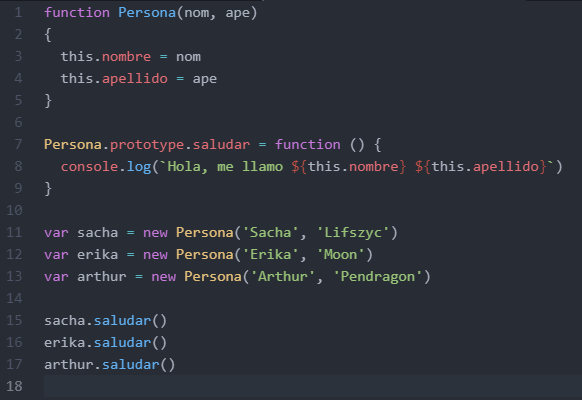 1 function Persona(nom, ape)
2 {
3   this.nombre = nom
4   this.apellido = ape
5 }
6
7 Persona.prototype.saludar = function () {
8   console.log(`Hola, me llamo ${this.nombre} ${this.apellido}`)
9 }
10
11 var sacha = new Persona('Sacha', 'Lifszyc')
12 var erika = new Persona('Erika', 'Moon')
13 var arthur = new Persona('Arthur', 'Pendragon')
14
15 sacha.saludar()
16 erika.saludar()
17 arthur.saludar()
18